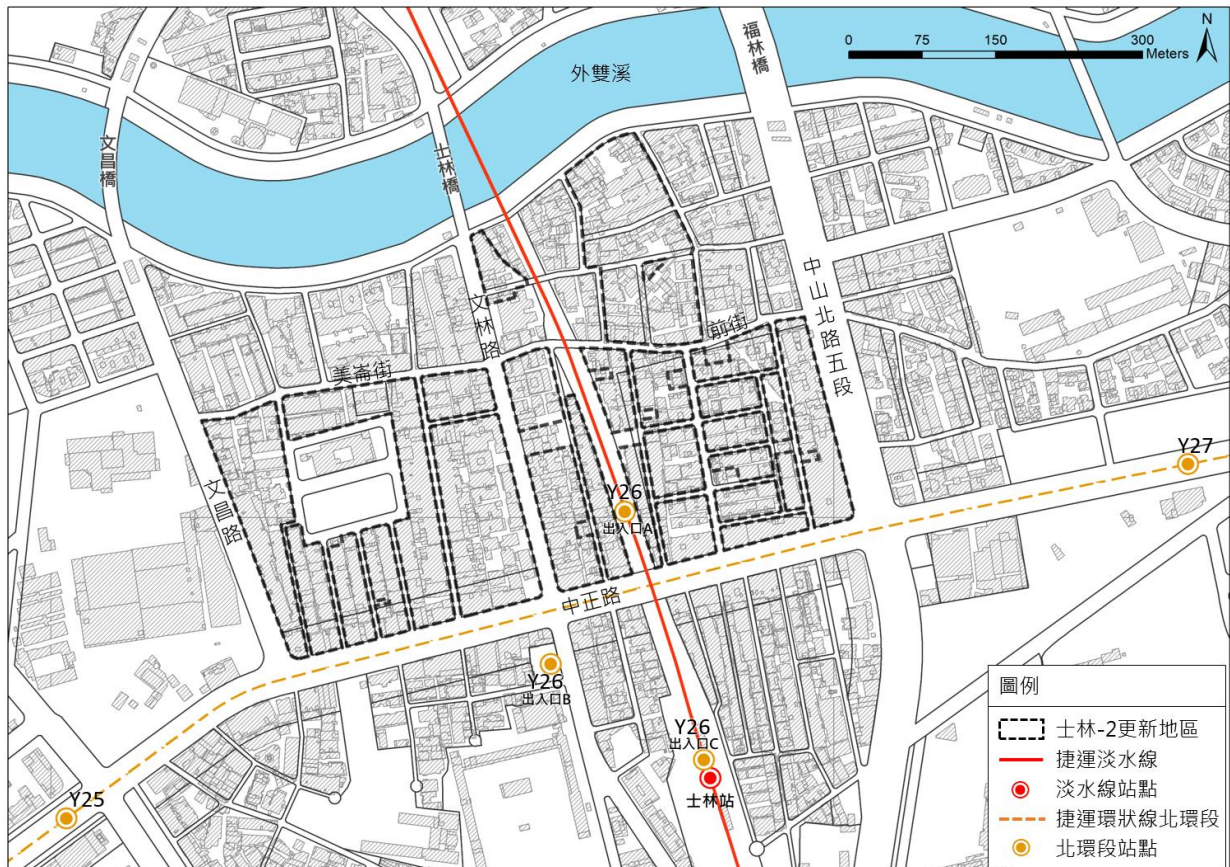 0 75 150 300
Meters
N
外雙溪
福林橋
文昌橋
士林橋
文林路
前街
中山北路五段
美崙街
文昌路
Y26
出入口A
Y27
中正路
Y26
出入口B
Y26
出入口C
士林站
Y25
圖例
士林-2更新地區
捷運淡水線
淡水線站點
捷運環狀線北環段
北環段站點